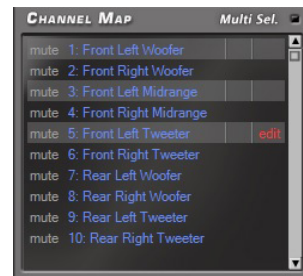 CHANNEL MAP Multi Sel.
mute 1: Front Left Woofer
mute 2: Front Right Woofer
mute 3: Front Left Midrange
mute 4: Front Right Midrange
mute 5: Front Left Tweeter edit
mute 6: Front Right Tweeter
mute 7: Rear Left Woofer
mute 8: Rear Right Woofer
mute 9: Rear Left Tweeter
mute 10: Rear Right Tweeter